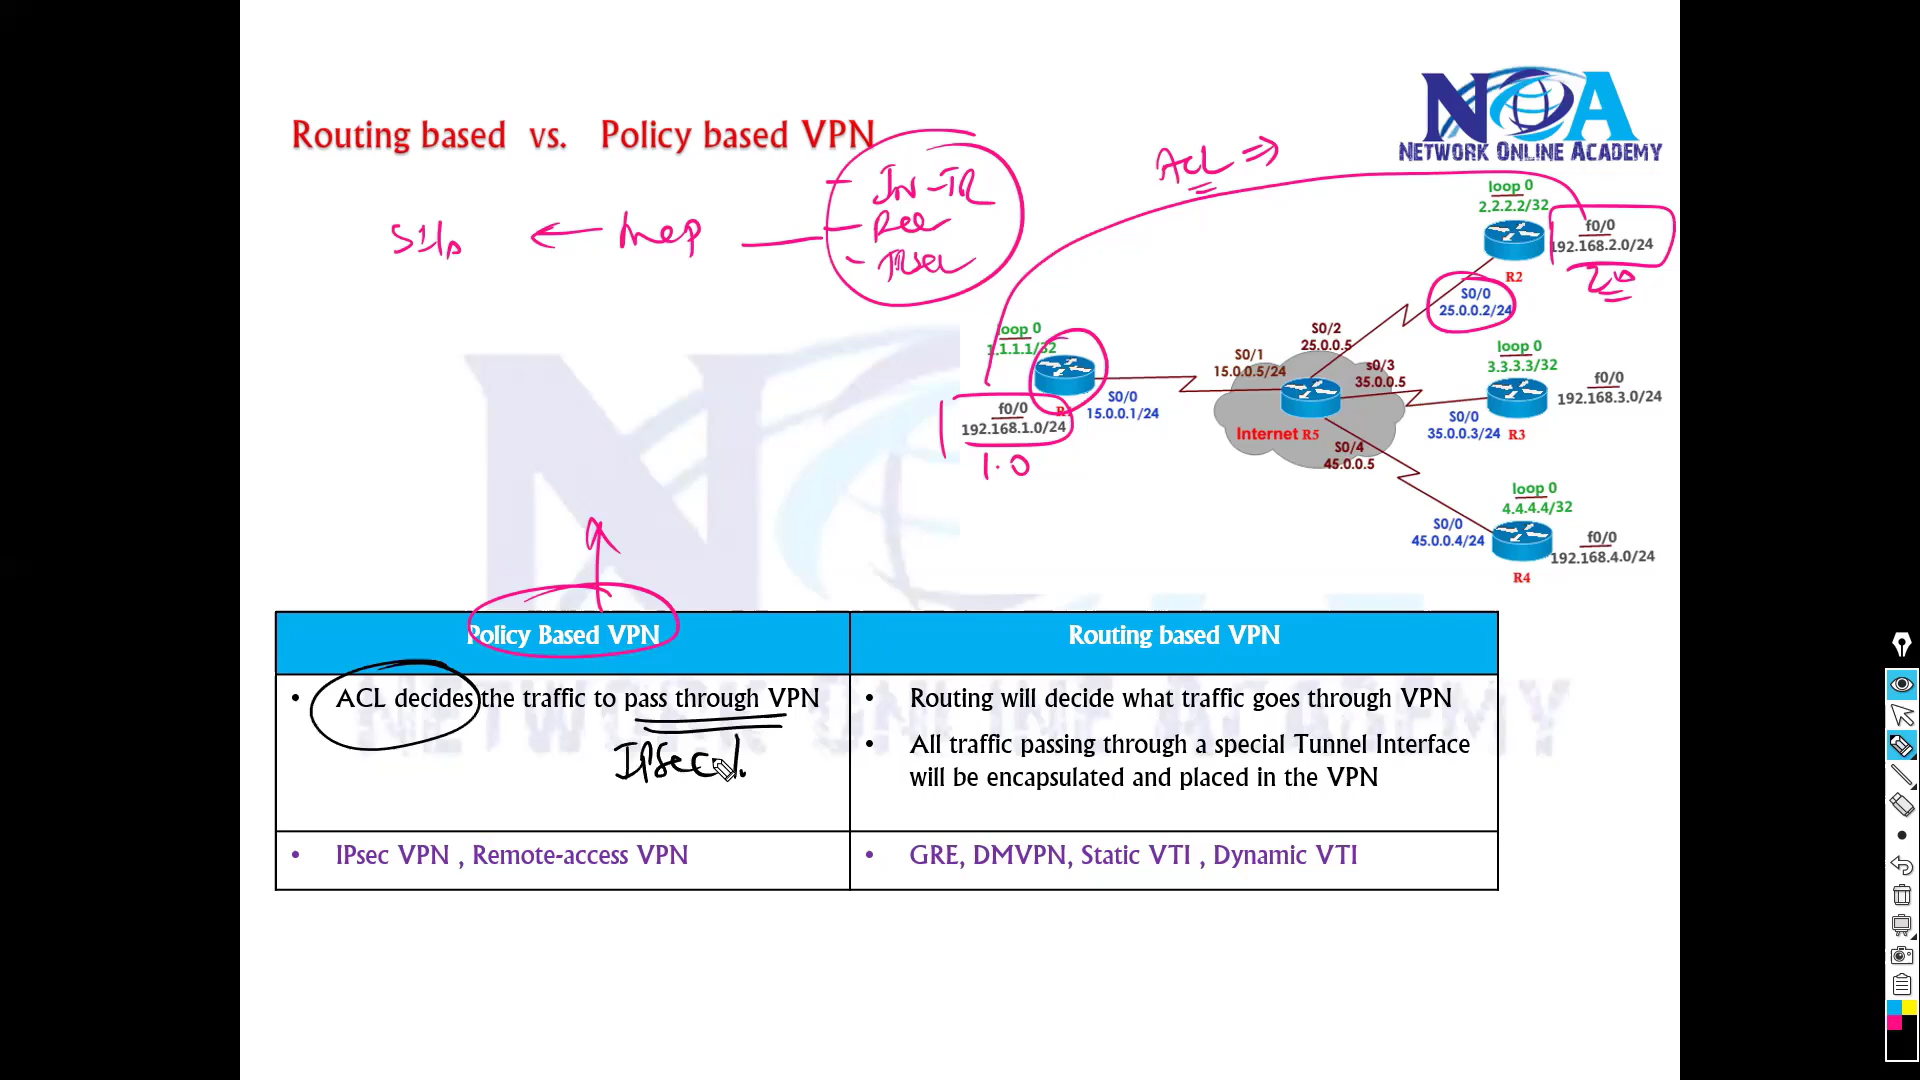 NOA
NETWORK ONLINE ACADEMY
Routing based vs. Policy based VPN
ACL ⇒
IN-TR
Peer
IPsec
map
S1/0
loop 0
2.2.2.2/32
f0/0
192.168.2.0/24
R2
2.0
S0/0
25.0.0.2/24
loop 0
1.1.1.1/32
f0/0
192.168.1.0/24
1.0
S0/0
15.0.0.1/24
S0/1
15.0.0.5/24
S0/2
25.0.0.5
s0/3
35.0.0.5
Internet R5
S0/4
45.0.0.5
loop 0
3.3.3.3/32
f0/0
192.168.3.0/24
S0/0
35.0.0.3/24
R3
loop 0
4.4.4.4/32
S0/0
45.0.0.4/24
f0/0
192.168.4.0/24
R4
Policy Based VPN
Routing based VPN
• ACL decides the traffic to pass through VPN
IPSec
• Routing will decide what traffic goes through VPN
• All traffic passing through a special Tunnel Interface
will be encapsulated and placed in the VPN
• IPsec VPN , Remote-access VPN
• GRE, DMVPN, Static VTI , Dynamic VTI
NETWORK ONLINE ACADEMY